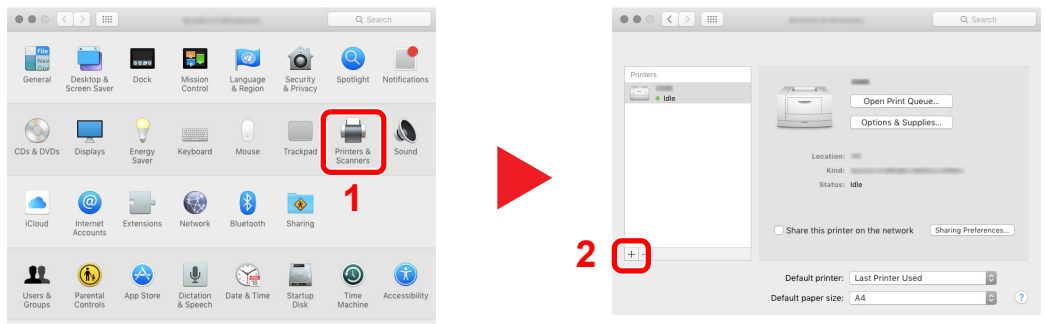 Search
File
Nav
Dov
General
Desktop &
Screen Saver
Dock
Mission
Control
Language
& Region
Security
& Privacy
Spotlight
Notifications
CDs & DVDs
Displays
Energy
Saver
Keyboard
Mouse
Trackpad
Printers &
Scanners
Sound
1
iCloud
Internet
Accounts
Extensions
Network
Bluetooth
Sharing
Users &
Groups
Parental
Controls
App Store
Dictation
& Speech
18
Date & Time
Startup
Disk
Time
Machine
Accessibility
Search
Printers
Idle
Open Print Queue...
Options & Supplies...
Location:
Kind:
Status: Idle
Share this printer on the network Sharing Preferences...
2
+ -
Default printer: Last Printer Used
Default paper size: A4 ?